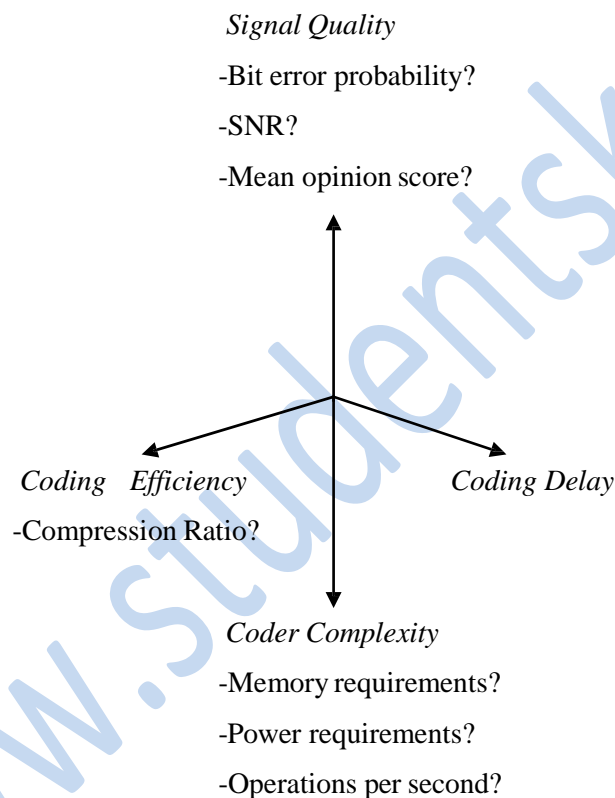 Signal Quality
-Bit error probability?
-SNR?
-Mean opinion score?
Coding Efficiency
Coding Delay
-Compression Ratio?
Coder Complexity
-Memory requirements?
-Power requirements?
-Operations per second?